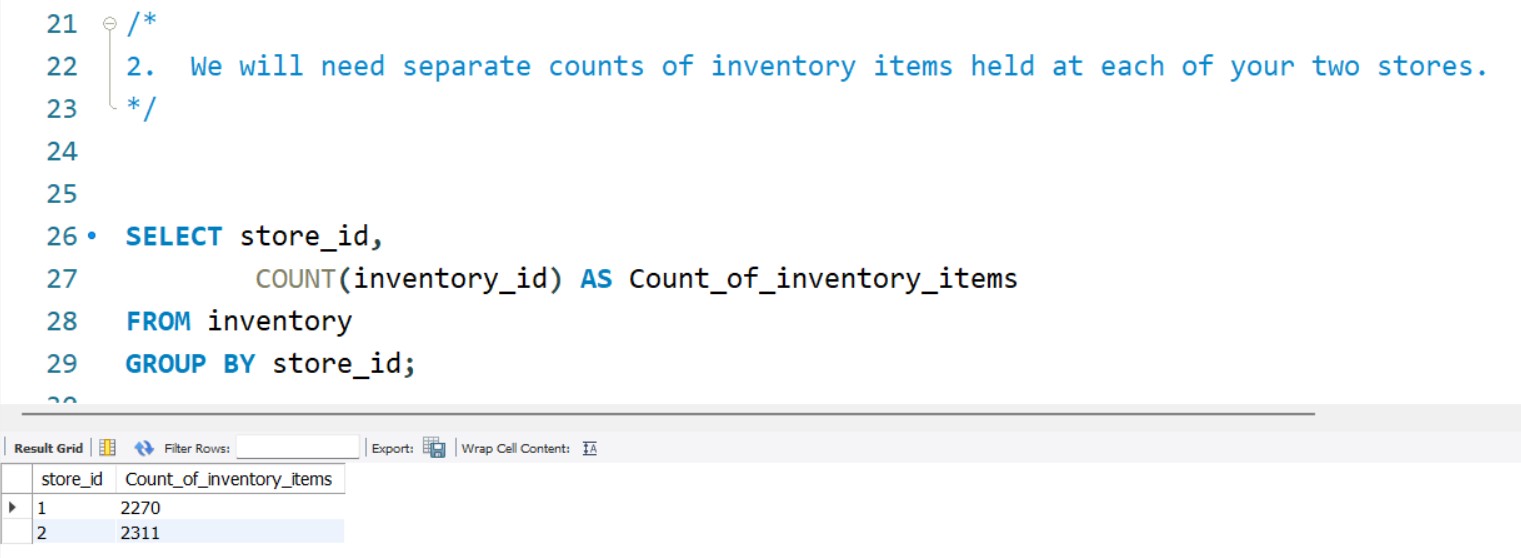 21 /*
22 2. We will need separate counts of inventory items held at each of your two stores.
23 */
24
25
26 SELECT store_id,
27 COUNT(inventory_id) AS Count_of_inventory_items
28 FROM inventory
29 GROUP BY store_id;
Result Grid Filter Rows: Export: Wrap Cell Content:
store_id Count_of_inventory_items
1 2270
2 2311